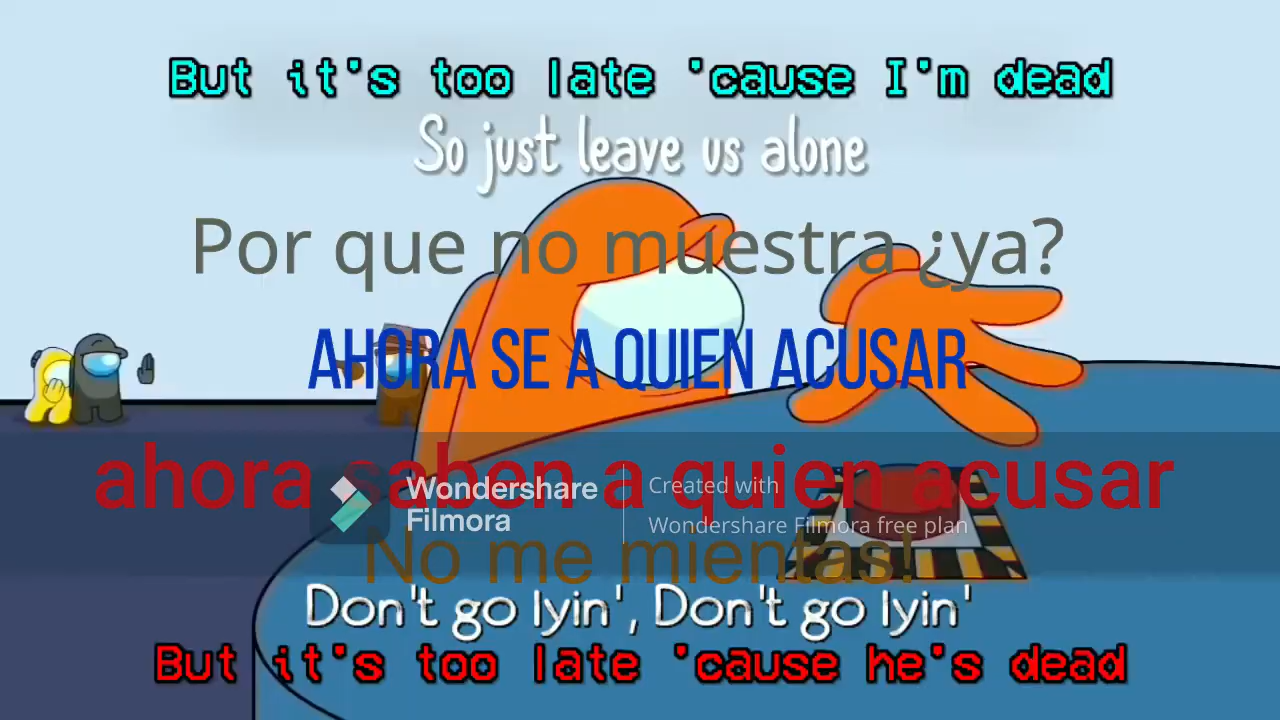 But it's too late 'cause I'm dead
So just leave us alone
Por que no muestra ¿ya?
AHORA SE A QUIEN ACUSAR
ahora saben a quien acusar
Wondershare
Filmora
Created with
Wondershare Filmora free plan
No me mientas!
Don't go lyin', Don't go lyin'
But it's too late 'cause he's dead